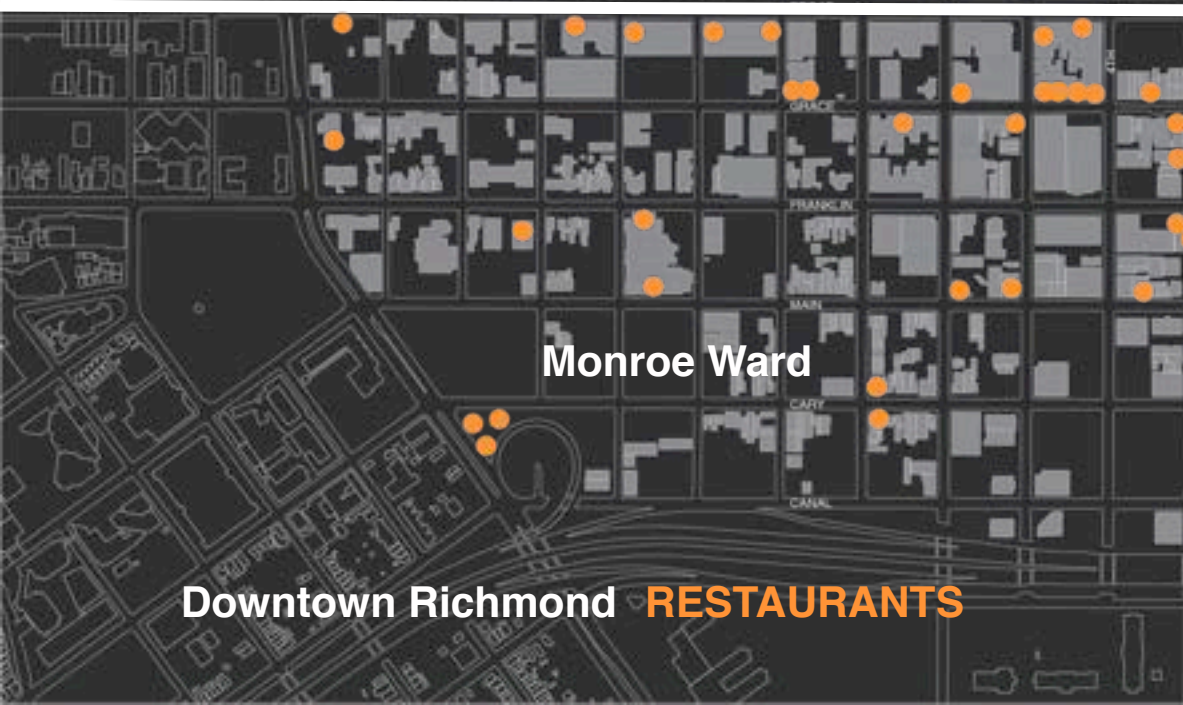 GRACE
FRANKLIN
MAIN
Monroe Ward
CARY
CANAL
Downtown Richmond RESTAURANTS